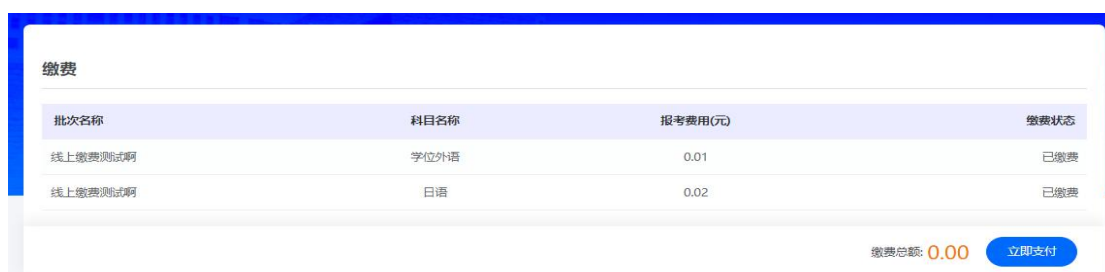 缴费
批次名称 科目名称 报考费用(元) 缴费状态
线上缴费测试啊 学位外语 0.01 已缴费
线上缴费测试啊 日语 0.02 已缴费
缴费总额: 0.00 立即支付